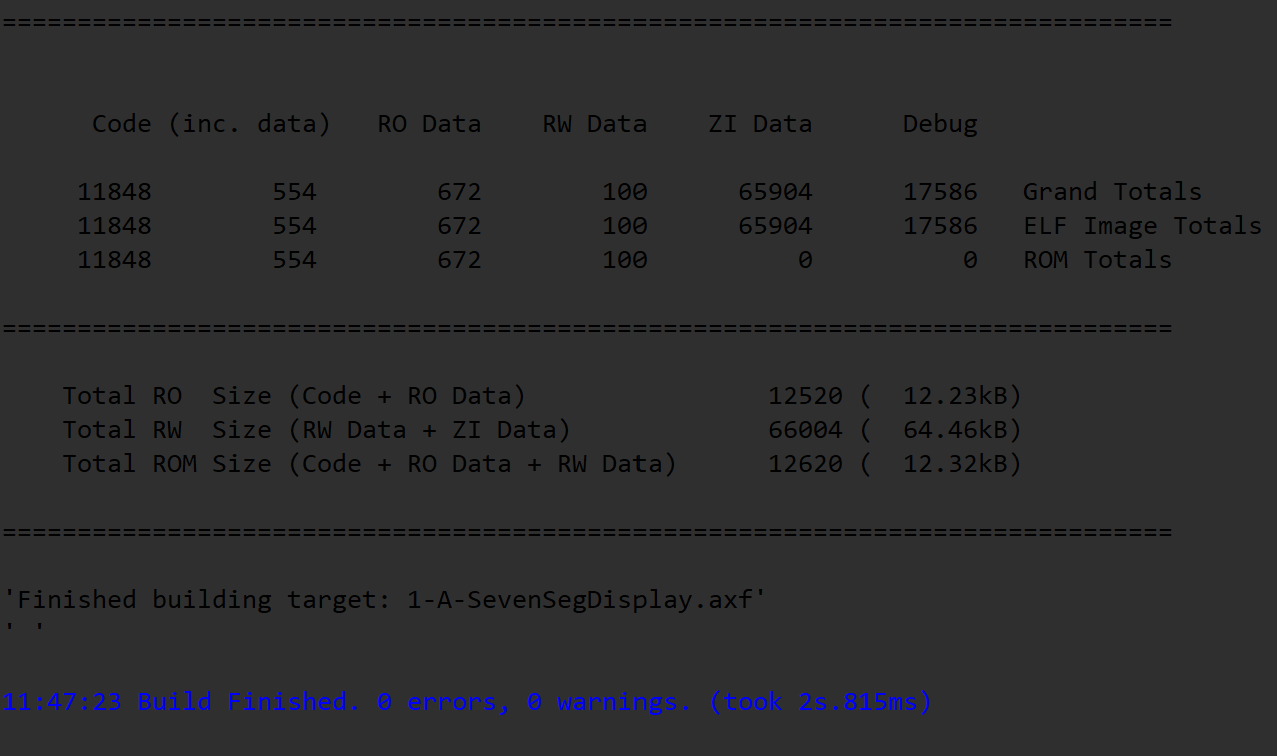 ==============================================================================
Code (inc. data)   RO Data    RW Data    ZI Data      Debug
11848        554        672        100      65904      17586   Grand Totals
11848        554        672        100      65904      17586   ELF Image Totals
11848        554        672        100          0          0   ROM Totals
==============================================================================
Total RO  Size (Code + RO Data)                12520 (  12.23kB)
Total RW  Size (RW Data + ZI Data)             66004 (  64.46kB)
Total ROM Size (Code + RO Data + RW Data)      12620 (  12.32kB)
==============================================================================
'Finished building target: 1-A-SevenSegDisplay.axf'
' '
11:47:23 Build Finished. 0 errors, 0 warnings. (took 2s.815ms)